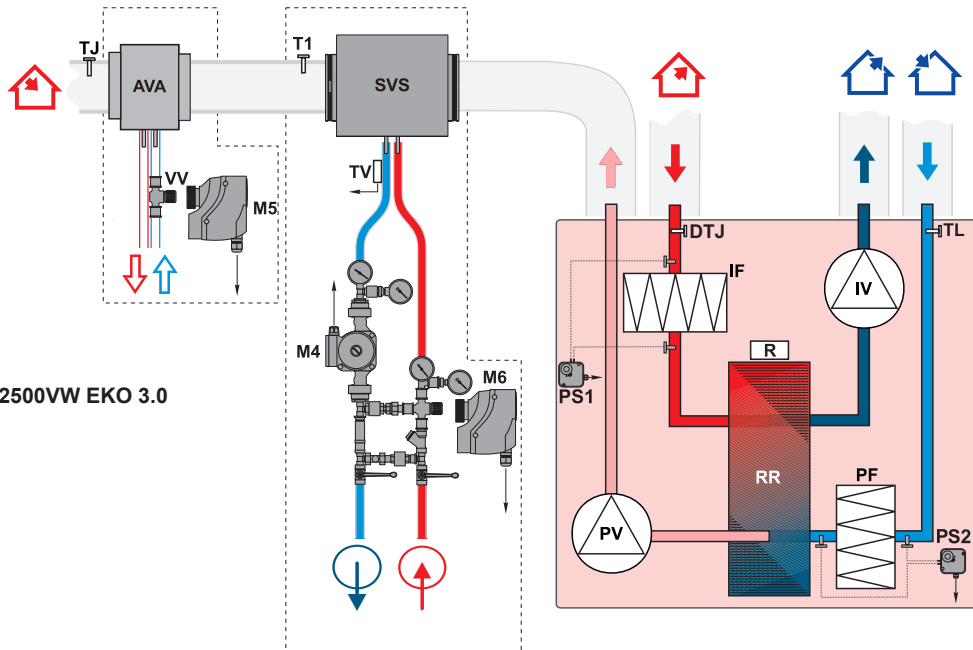 TJ
T1
AVA
SVS
VV
M5
TV
DTJ
TL
IF
IV
M4
R
M6
PS1
2500VW EKO 3.0
RR
PF
PV
PS2